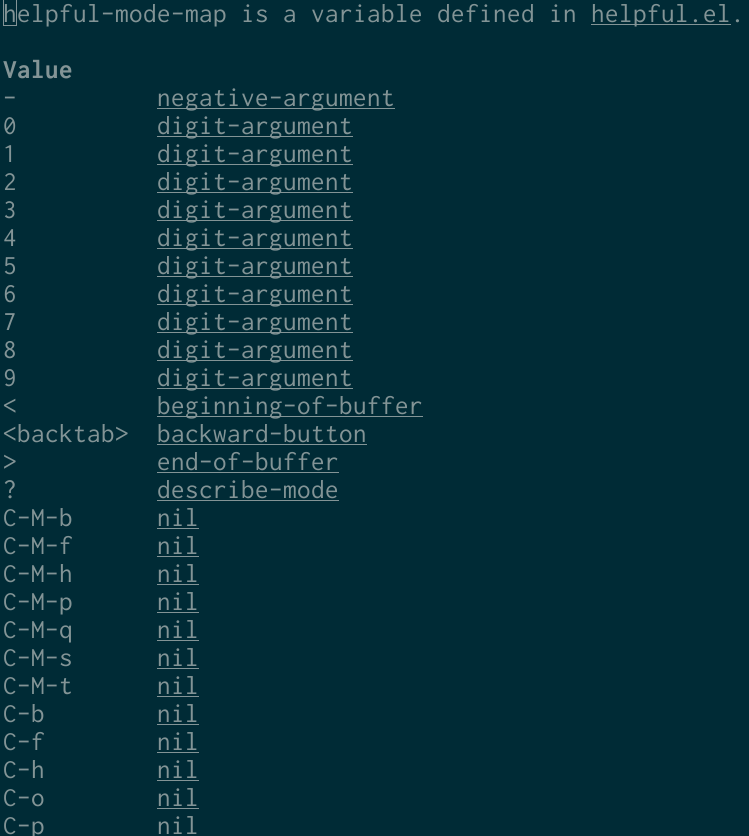 helpful-mode-map is a variable defined in helpful.el.
Value
- negative-argument
0 digit-argument
1 digit-argument
2 digit-argument
3 digit-argument
4 digit-argument
5 digit-argument
6 digit-argument
7 digit-argument
8 digit-argument
9 digit-argument
< beginning-of-buffer
<backtab> backward-button
> end-of-buffer
? describe-mode
C-M-b nil
C-M-f nil
C-M-h nil
C-M-p nil
C-M-q nil
C-M-s nil
C-M-t nil
C-b nil
C-f nil
C-h nil
C-o nil
C-p nil